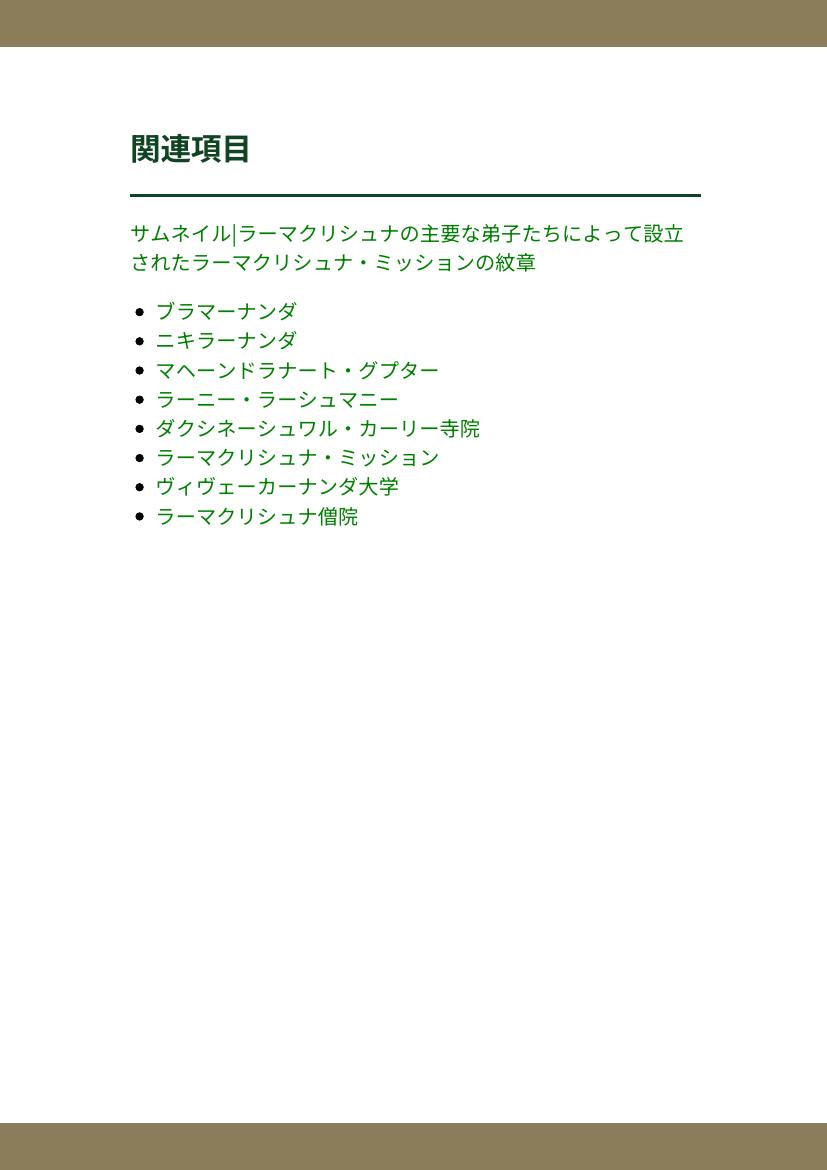 関連項目
サムネイル|ラーマクリシュナの主要な弟子たちによって設立
されたラーマクリシュナ・ミッションの紋章
ブラマーナンダ
ニキラーナンダ
マヘーンドラナート・グプター
ラーニー・ラーシュマニー
ダクシネーシュワル・カーリー寺院
ラーマクリシュナ・ミッション
ヴィヴェーカーナンダ大学
ラーマクリシュナ僧院